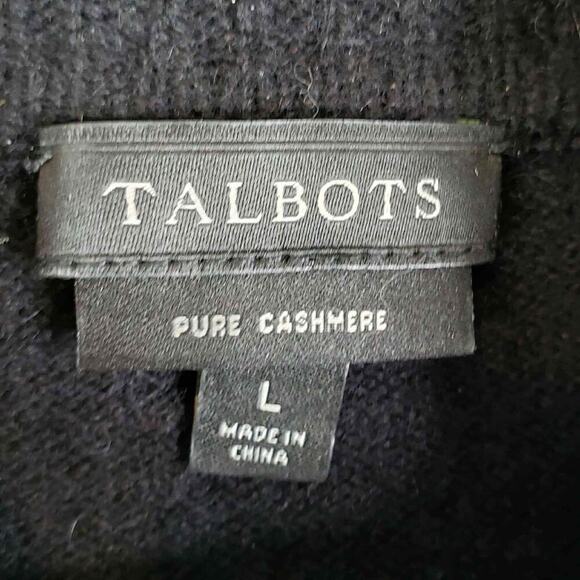 TALBOTS
PURE CASHMERE
L
MADE IN
CHINA